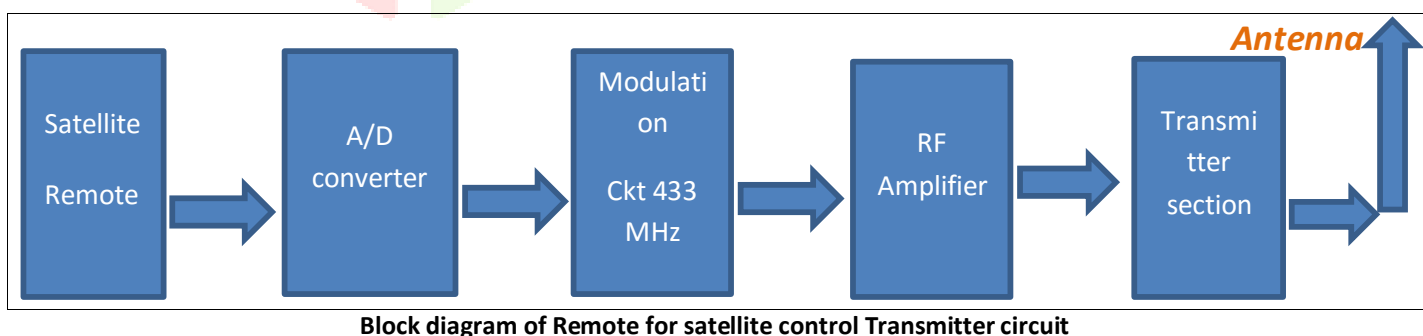 Antenna
Satellite
Remote
A/D
converter
Modulati
on
Ckt 433
MHz
RF
Amplifier
Transmi
tter
section
Block diagram of Remote for satellite control Transmitter circuit